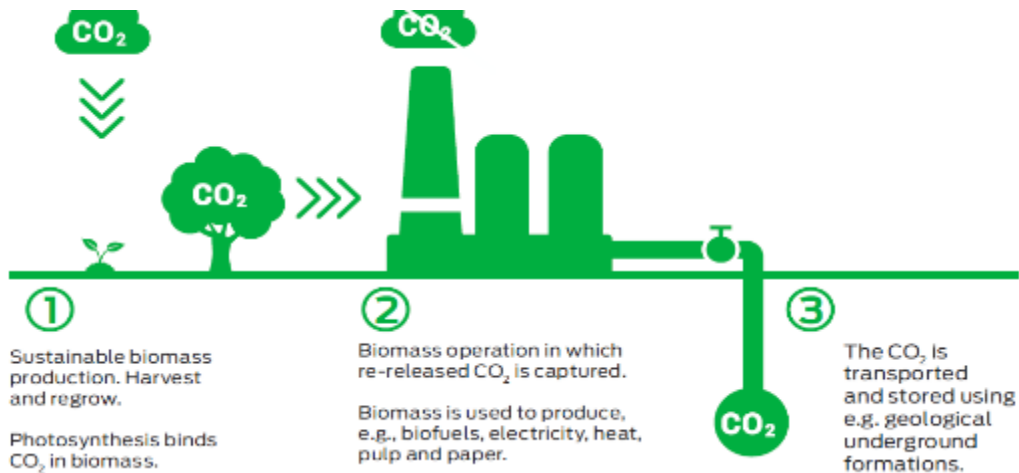 CO₂
CO₂
CO₂
①
②
③
Sustainable biomass
production. Harvest
and regrow.
Photosynthesis binds
CO₂ in biomass.
Biomass operation in which
re-released CO₂ is captured.
Biomass is used to produce,
e.g., biofuels, electricity, heat,
pulp and paper.
CO₂
The CO₂ is
transported
and stored using
e.g. geological
underground
formations.